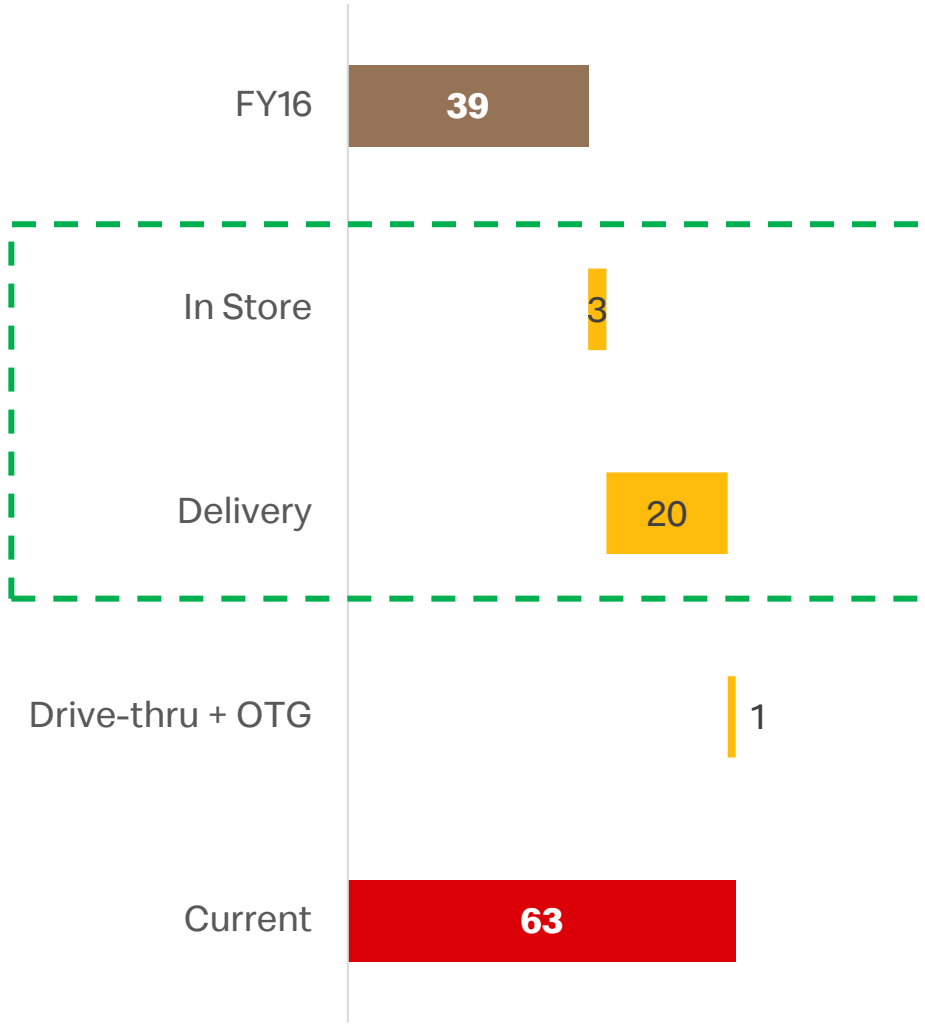 FY16 39
In Store 3
Delivery 20
Drive-thru + OTG 1
Current 63